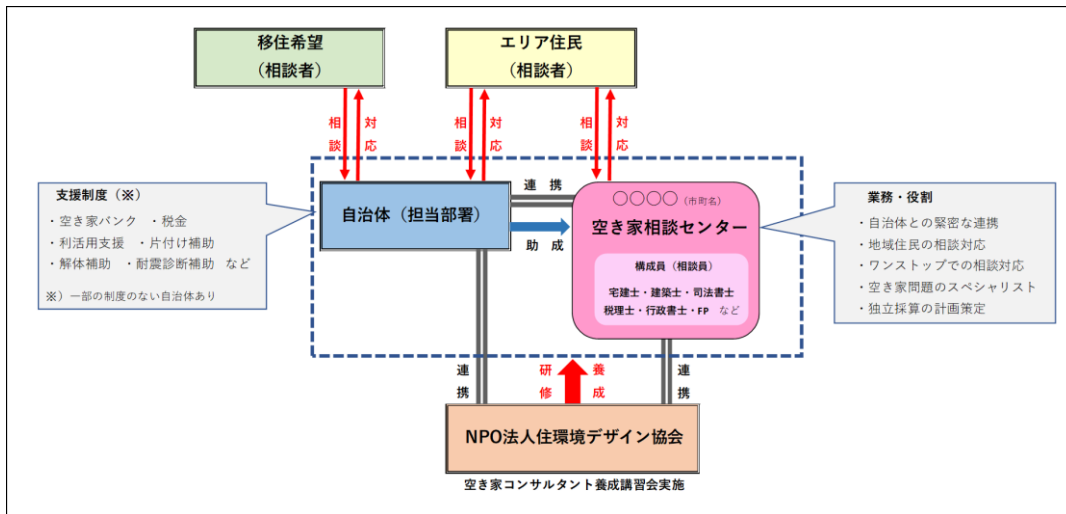 移住希望
(相談者)
エリア住民
(相談者)
相談
対応
相談
対応
相談
対応
支援制度(※)
・空き家バンク ・税金
・利活用支援 ・片付け補助
・解体補助 ・耐震診断補助 など
※)一部の制度のない自治体あり
自治体(担当部署)
連携
助成
〇〇〇〇(市町名)
空き家相談センター
構成員(相談員)
宅建士・建築士・司法書士
税理士・行政書士・FP など
業務・役割
・自治体との緊密な連携
・地域住民の相談対応
・ワンストップでの相談対応
・空き家問題のスペシャリスト
・独立採算の計画策定
連携
研修
養成
連携
NPO法人住環境デザイン協会
空き家コンサルタント養成講習会実施